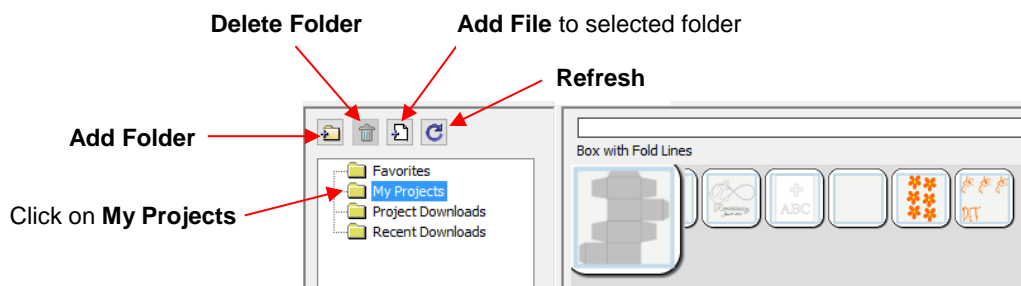 Delete Folder
Add File to selected folder
Refresh
Add Folder
Box with Fold Lines
Favorites
My Projects
Project Downloads
Recent Downloads
Click on My Projects
ABC